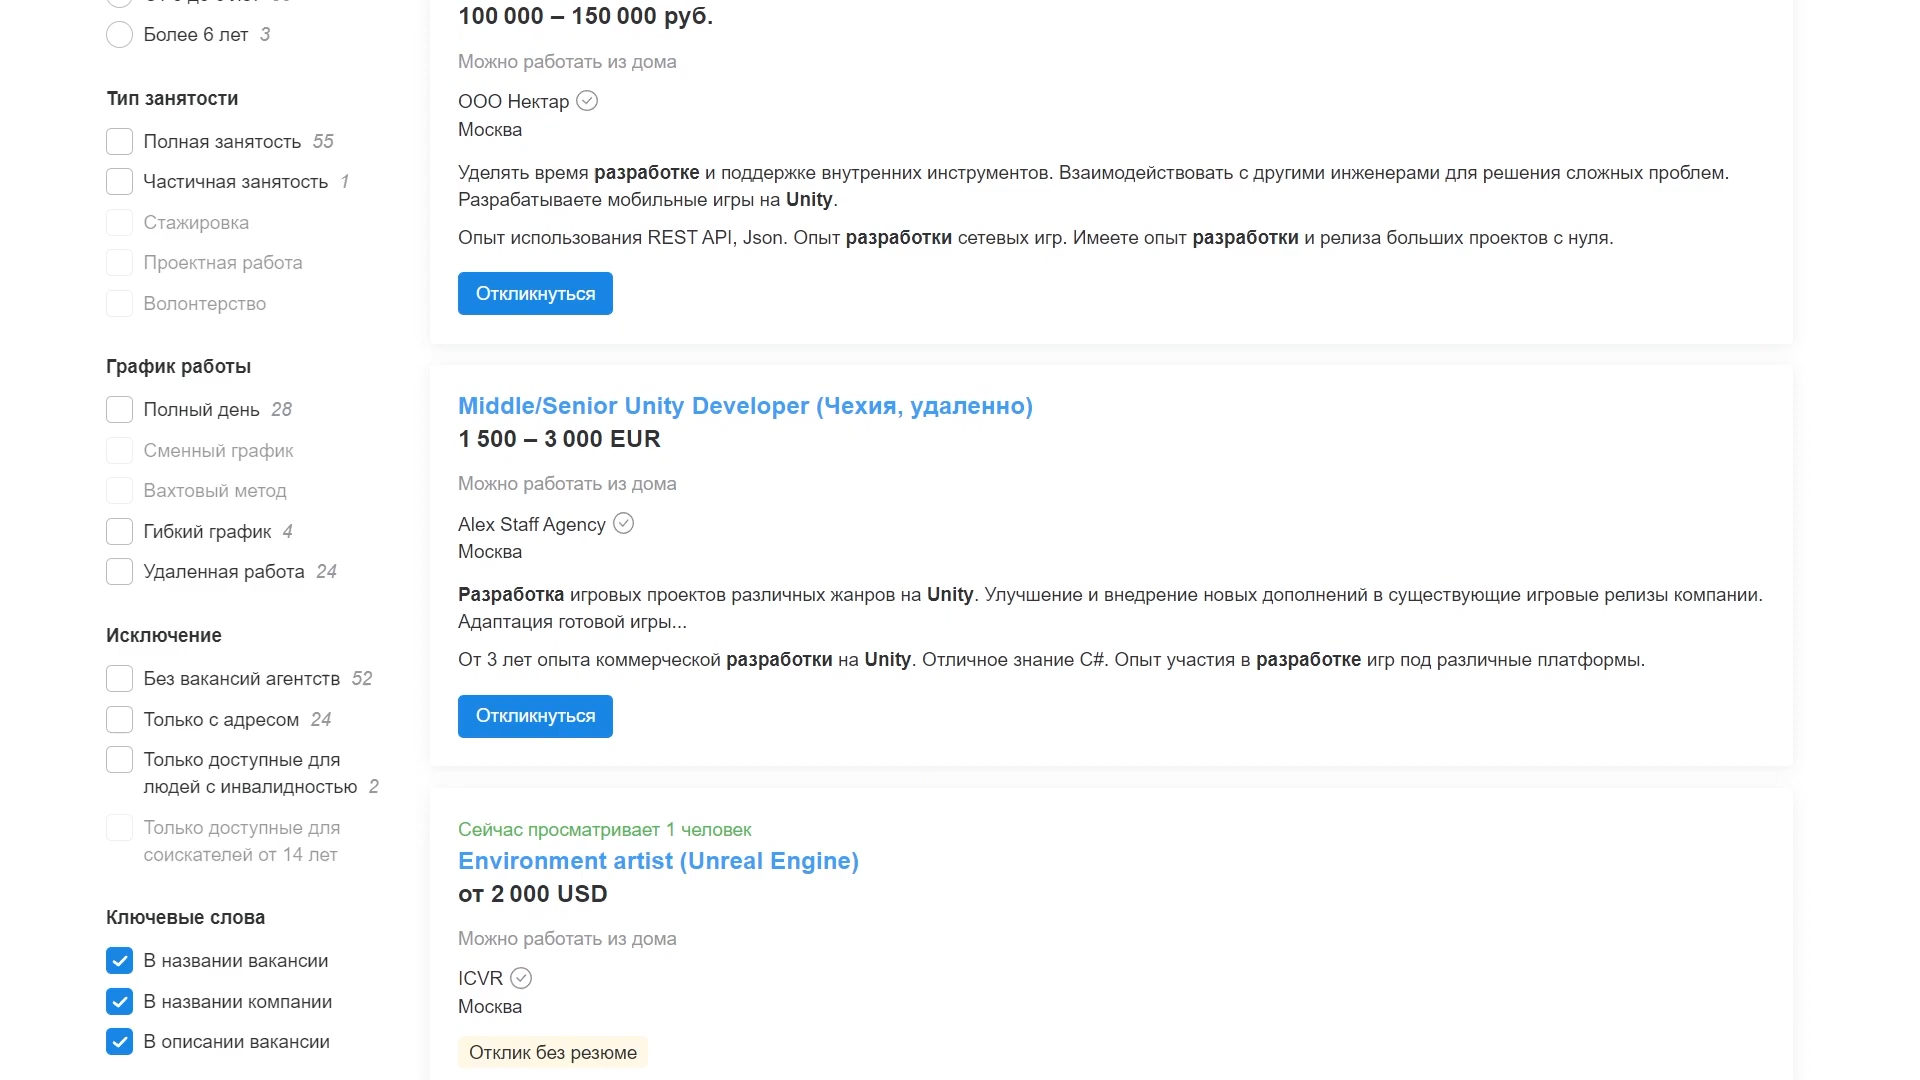 Более 6 лет 3
Тип занятости
Полная занятость 55
Частичная занятость 1
Стажировка
Проектная работа
Волонтерство
График работы
Полный день 28
Сменный график
Вахтовый метод
Гибкий график 4
Удаленная работа 24
Исключение
Без вакансий агентств 52
Только с адресом 24
Только доступные для
людей с инвалидностью 2
Только доступные для
соискателей от 14 лет
Ключевые слова
В названии вакансии
В названии компании
В описании вакансии
100 000 – 150 000 руб.
Можно работать из дома
ООО Нектар
Москва
Уделять время разработке и поддержке внутренних инструментов. Взаимодействовать с другими инженерами для решения сложных проблем.
Разрабатываете мобильные игры на Unity.
Опыт использования REST API, Json. Опыт разработки сетевых игр. Имеете опыт разработки и релиза больших проектов с нуля.
Откликнуться
Middle/Senior Unity Developer (Чехия, удаленно)
1 500 – 3 000 EUR
Можно работать из дома
Alex Staff Agency
Москва
Разработка игровых проектов различных жанров на Unity. Улучшение и внедрение новых дополнений в существующие игровые релизы компании.
Адаптация готовой игры...
От 3 лет опыта коммерческой разработки на Unity. Отличное знание C#. Опыт участия в разработке игр под различные платформы.
Откликнуться
Сейчас просматривает 1 человек
Environment artist (Unreal Engine)
от 2 000 USD
Можно работать из дома
ICVR
Москва
Отклик без резюме